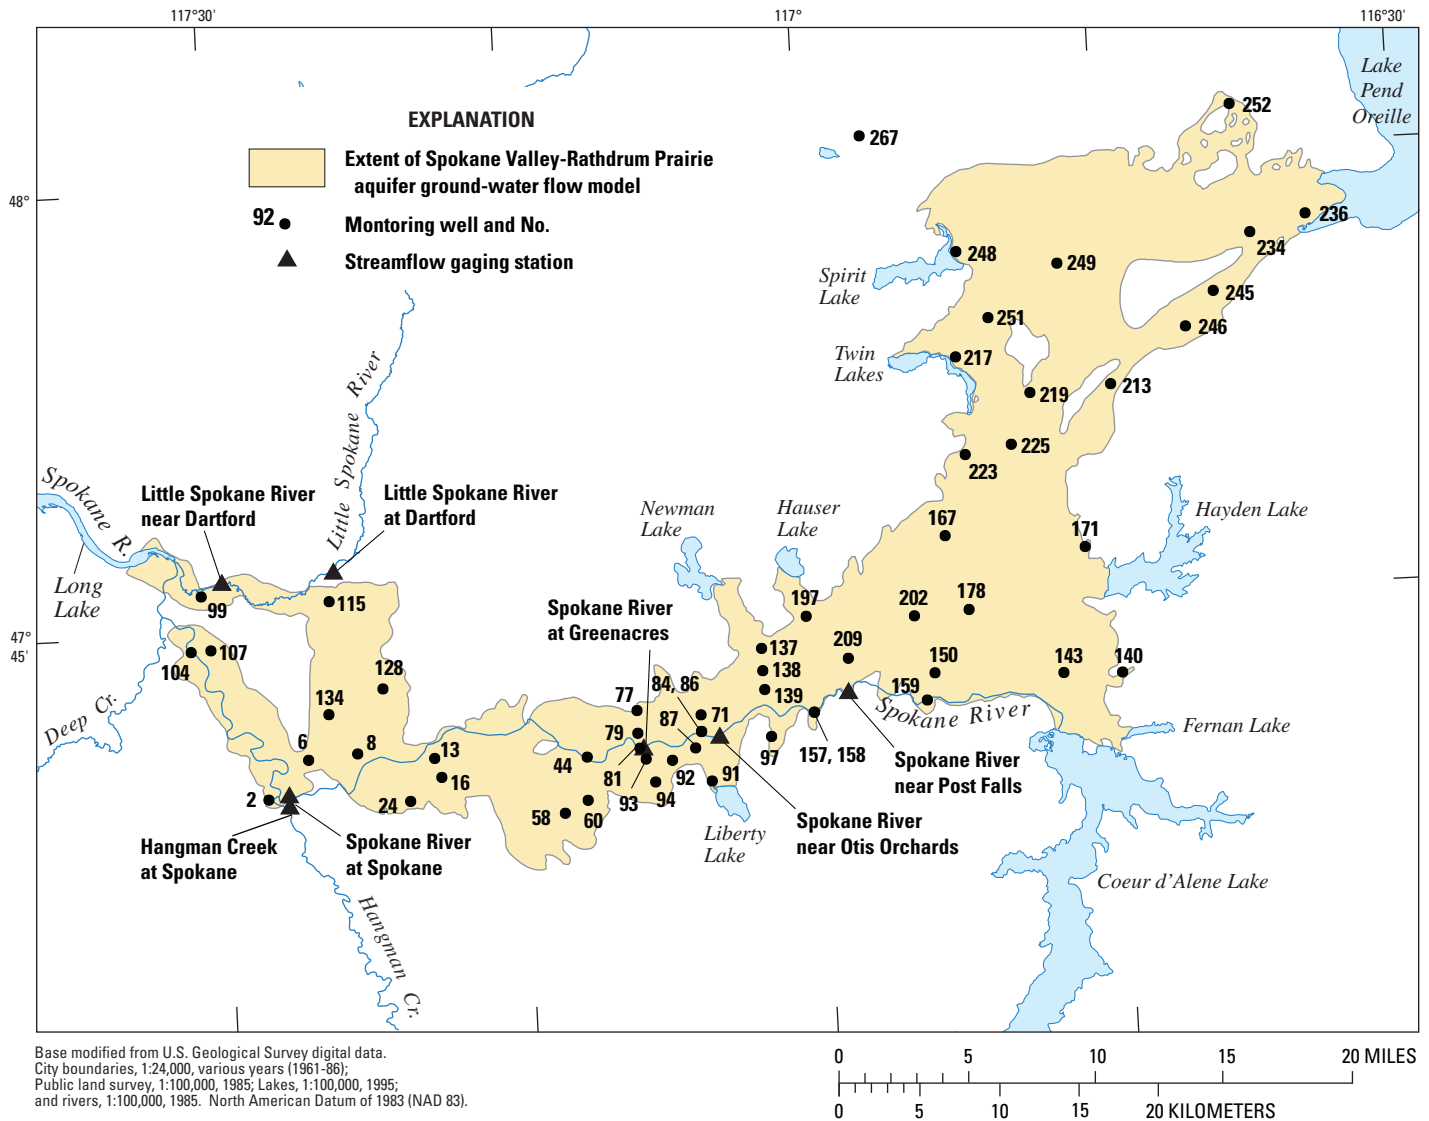 117°30'
117°
116°30'
48°
47°
45'
EXPLANATION
Extent of Spokane Valley-Rathdrum Prairie
aquifer ground-water flow model
92
Montoring well and No.
Streamflow gaging station
Lake
Pend
Oreille
252
267
236
234
248
249
Spirit
Lake
245
251
246
Twin
Lakes
217
213
219
225
223
Little Spokane River
Spokane R.
Little Spokane River
near Dartford
Little Spokane River
at Dartford
Newman
Lake
Hauser
Lake
167
171
Hayden Lake
Long
Lake
99
115
Spokane River
at Greenacres
197
202
178
107
104
128
137
138
139
209
150
143
140
159
84, 86
77
71
87
134
Deep Cr.
Spokane River
Fernan Lake
6
8
13
16
44
79
81
92
91
97
157, 158
93
94
2
24
58
60
Spokane River
near Post Falls
Liberty
Lake
Spokane River
near Otis Orchards
Hangman Creek
at Spokane
Spokane River
at Spokane
Hangman Cr.
Coeur d'Alene Lake
Base modified from U.S. Geological Survey digital data.
City boundaries, 1:24,000, various years (1961-86);
Public land survey, 1:100,000, 1985; Lakes, 1:100,000, 1995;
and rivers, 1:100,000, 1985.  North American Datum of 1983 (NAD 83).
0 5 10 15 20 MILES
0 5 10 15 20 KILOMETERS